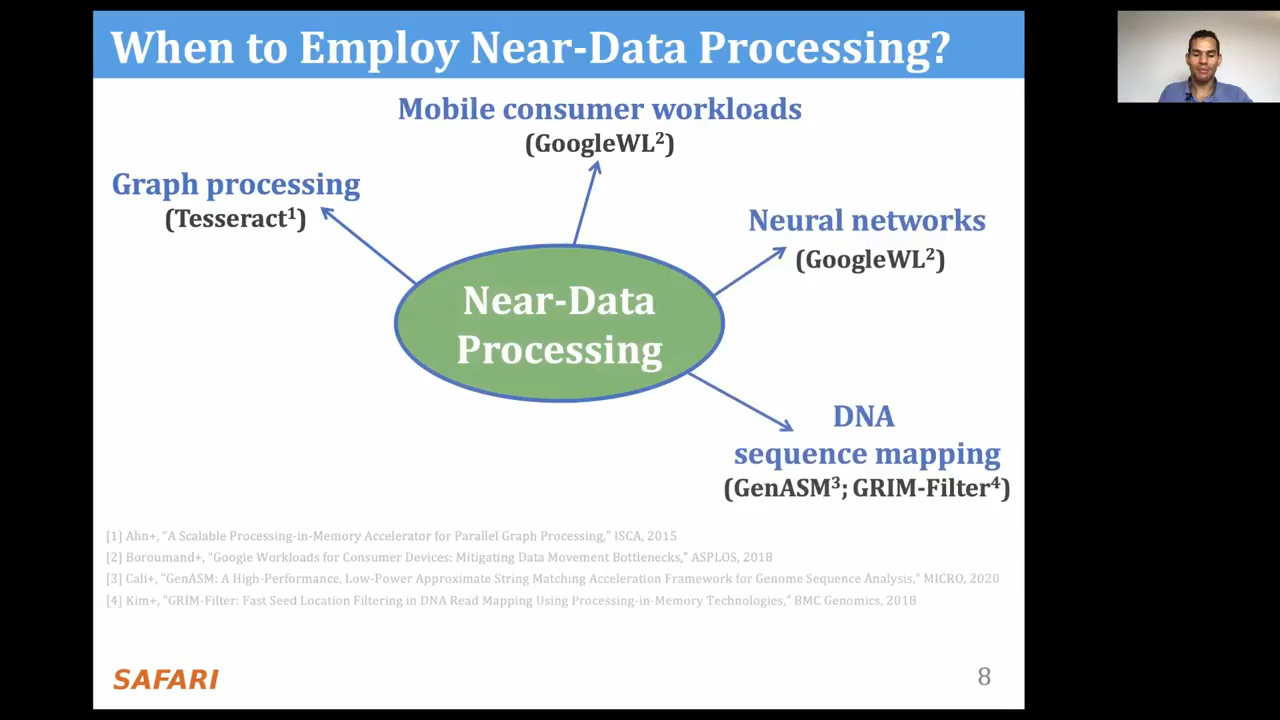 When to Employ Near-Data Processing?
Mobile consumer workloads
(GoogleWL²)
Graph processing
(Tesseract¹)
Neural networks
(GoogleWL²)
Near-Data
Processing
DNA
sequence mapping
(GenASM³; GRIM-Filter⁴)
[1] Ahn+, "A Scalable Processing-in-Memory Accelerator for Parallel Graph Processing," ISCA, 2015
[2] Boroumand+, "Google Workloads for Consumer Devices: Mitigating Data Movement Bottlenecks," ASPLOS, 2018
[3] Cali+, "GenASM: A High-Performance, Low-Power Approximate String Matching Acceleration Framework for Genome Sequence Analysis," MICRO, 2020
[4] Kim+, "GRIM-Filter: Fast Seed Location Filtering in DNA Read Mapping Using Processing-in-Memory Technologies," BMC Genomics, 2018
SAFARI
8